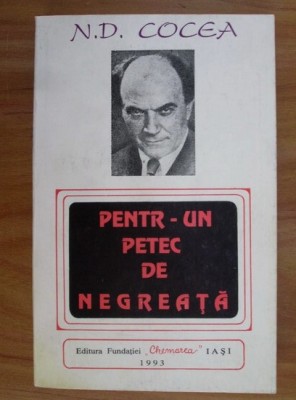 N.D. COCEA
PENTR - UN
PETEC
DE
NEGREAȚĂ
Editura Fundației "Chemarea" IAȘI
1993